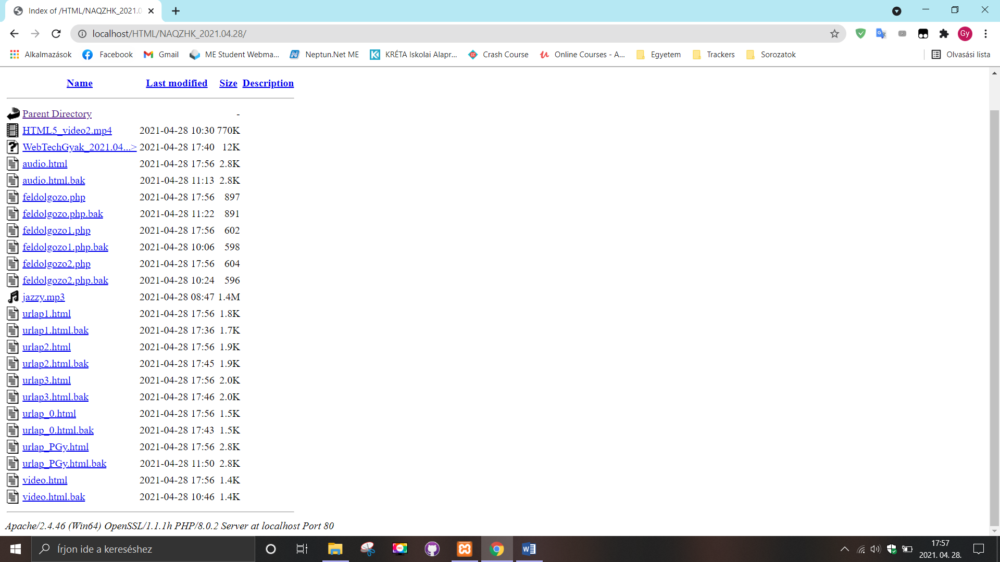 Index of /HTML/NAQZHK_2021.0
localhost/HTML/NAQZHK_2021.04.28/
Gy
Alkalmazások Facebook Gmail ME Student Webma... Neptun.Net ME KRÉTA Iskolai Alapr... Crash Course Online Courses - A... Egyetem Trackers Sorozatok Olvasási lista
Name Last modified Size Description
Parent Directory -
HTML5_video2.mp4 2021-04-28 10:30 770K
WebTechGyak_2021.04...> 2021-04-28 17:40 12K
audio.html 2021-04-28 17:56 2.8K
audio.html.bak 2021-04-28 11:13 2.8K
feldolgozo.php 2021-04-28 17:56 897
feldolgozo.php.bak 2021-04-28 11:22 891
feldolgozo1.php 2021-04-28 17:56 602
feldolgozo1.php.bak 2021-04-28 10:06 598
feldolgozo2.php 2021-04-28 17:56 604
feldolgozo2.php.bak 2021-04-28 10:24 596
jazzy.mp3 2021-04-28 08:47 1.4M
urlap1.html 2021-04-28 17:56 1.8K
urlap1.html.bak 2021-04-28 17:36 1.7K
urlap2.html 2021-04-28 17:56 1.9K
urlap2.html.bak 2021-04-28 17:45 1.9K
urlap3.html 2021-04-28 17:56 2.0K
urlap3.html.bak 2021-04-28 17:46 2.0K
urlap_0.html 2021-04-28 17:56 1.5K
urlap_0.html.bak 2021-04-28 17:43 1.5K
urlap_PGy.html 2021-04-28 17:56 2.8K
urlap_PGy.html.bak 2021-04-28 11:50 2.8K
video.html 2021-04-28 17:56 1.4K
video.html.bak 2021-04-28 10:46 1.4K
Apache/2.4.46 (Win64) OpenSSL/1.1.1h PHP/8.0.2 Server at localhost Port 80
Írjon ide a kereséshez
17:57
2021. 04. 28.